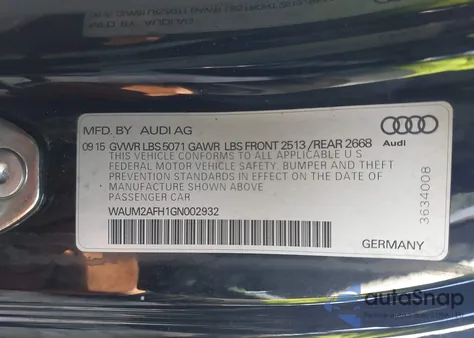 MFD. BY AUDI AG
Audi
09 15 GVWR LBS 5071 GAWR LBS FRONT 2513 / REAR 2668
THIS VEHICLE CONFORMS TO ALL APPLICABLE U S
FEDERAL MOTOR VEHICLE SAFETY, BUMPER, AND THEFT
PREVENTION STANDARDS IN EFFECT ON THE DATE OF
MANUFACTURE SHOWN ABOVE
PASSENGER CAR
WAUM2AFH1GN002932
3634008
GERMANY
autoSnap